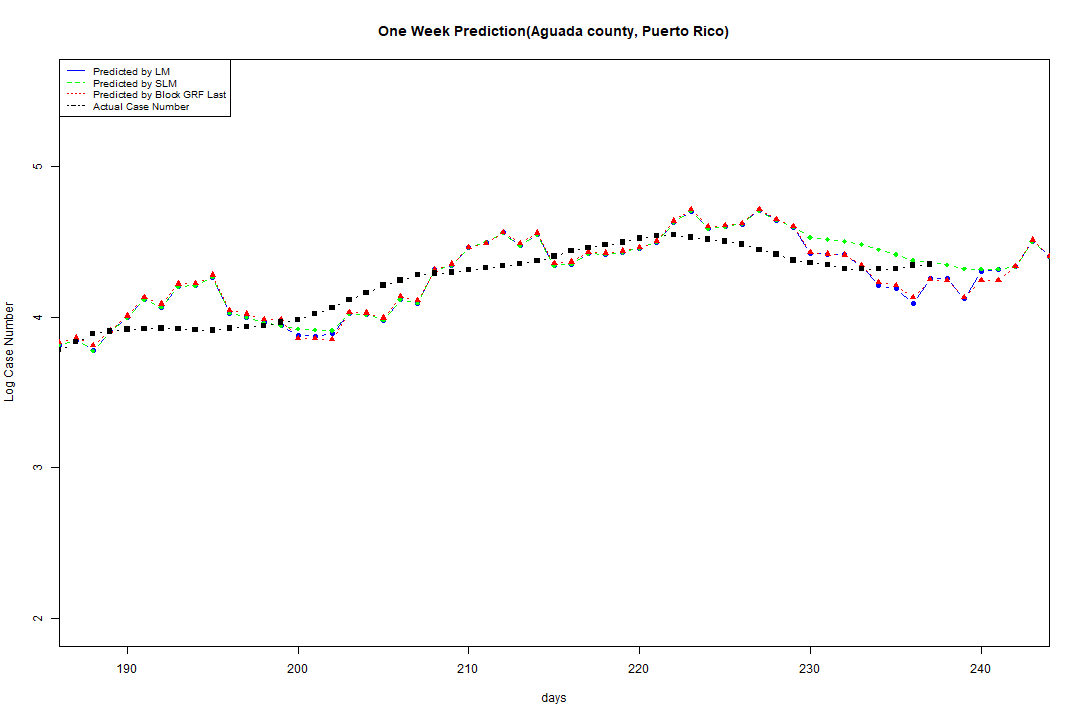 One Week Prediction(Aguada county, Puerto Rico)
Predicted by LM
Predicted by SLM
Predicted by Block GRF Last
Actual Case Number
5
4
3
2
Log Case Number
190 200 210 220 230 240
days